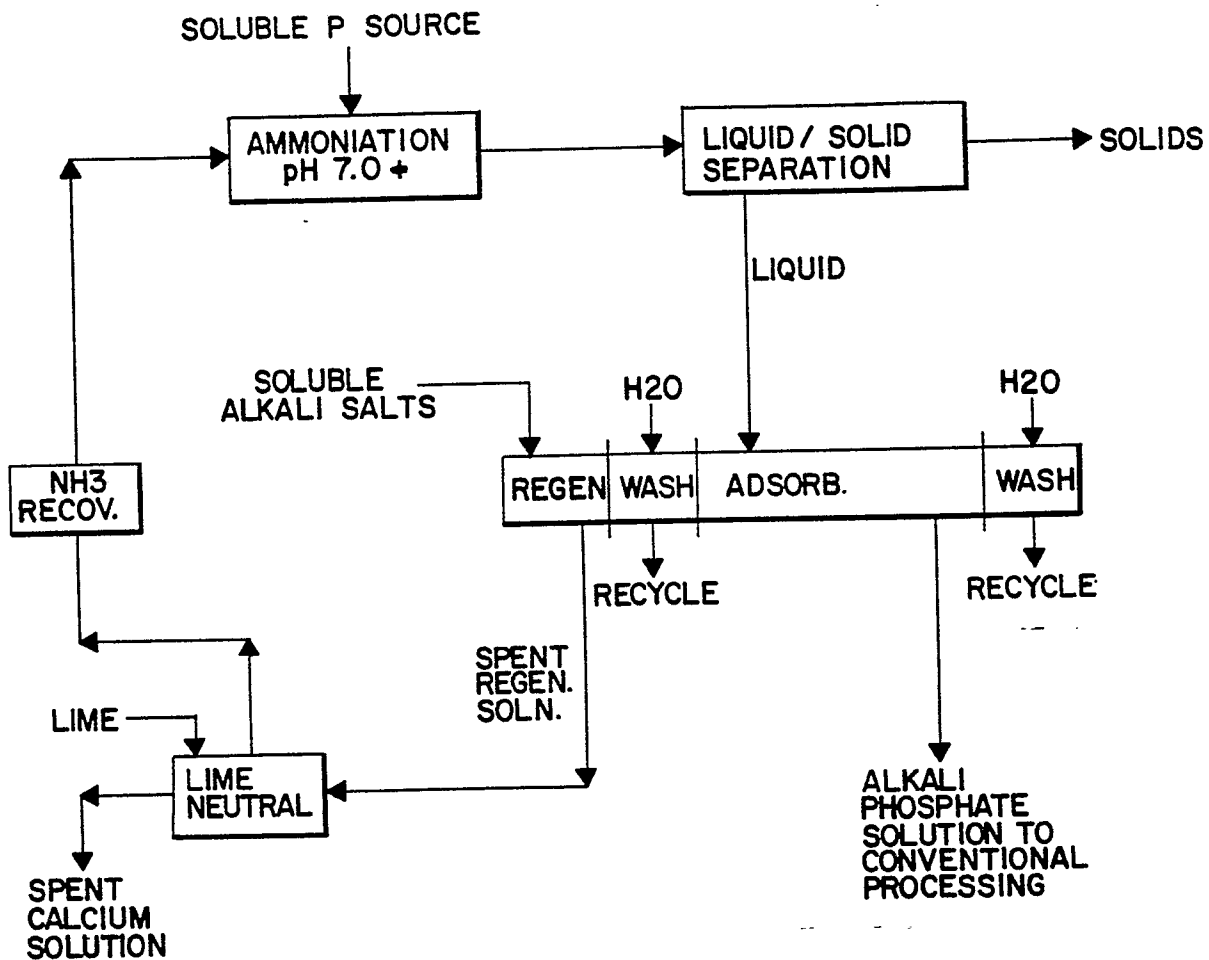 SOLUBLE P SOURCE
AMMONIATION
pH 7.0 +
LIQUID / SOLID
SEPARATION
SOLIDS
LIQUID
SOLUBLE
ALKALI SALTS
H2O
H2O
NH3
RECOV.
REGEN
WASH
ADSORB.
WASH
RECYCLE
RECYCLE
SPENT
REGEN.
SOLN.
LIME
LIME
NEUTRAL
ALKALI
PHOSPHATE
SOLUTION TO
CONVENTIONAL
PROCESSING
SPENT
CALCIUM
SOLUTION